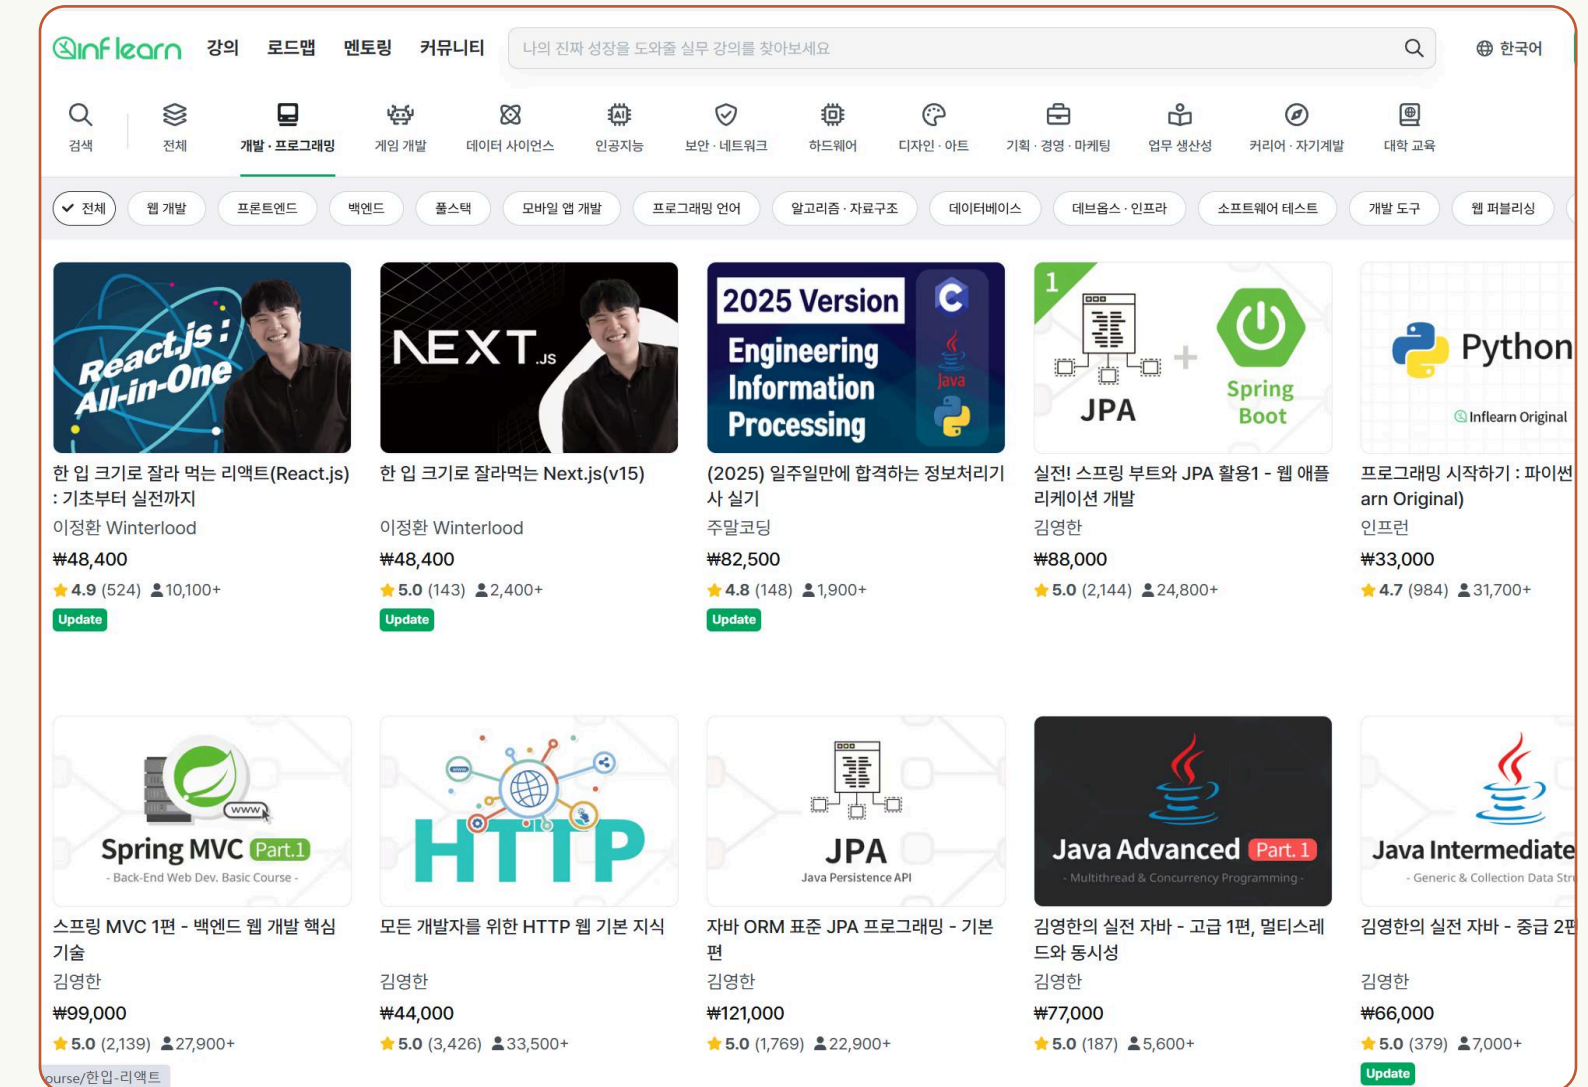 inflearn 강의 로드맵 멘토링 커뮤니티 나의 진짜 성장을 도와줄 실무 강의를 찾아보세요 한국어
검색 전체 개발 · 프로그래밍 게임 개발 데이터 사이언스 인공지능 보안 · 네트워크 하드웨어 디자인 · 아트 기획 · 경영 · 마케팅 업무 생산성 커리어 · 자기계발 대학 교육
전체 웹 개발 프론트엔드 백엔드 풀스택 모바일 앱 개발 프로그래밍 언어 알고리즘 · 자료구조 데이터베이스 데브옵스 · 인프라 소프트웨어 테스트 개발 도구 웹 퍼블리싱
React.js :
All-in-One
한 입 크기로 잘라 먹는 리액트(React.js)
: 기초부터 실전까지
이정환 Winterlood
₩48,400
4.9 (524) 10,100+
Update
NEXT.JS
한 입 크기로 잘라먹는 Next.js(v15)
이정환 Winterlood
₩48,400
5.0 (143) 2,400+
Update
2025 Version
Engineering
Information
Processing
C
Java
(2025) 일주일만에 합격하는 정보처리기
사 실기
주말코딩
₩82,500
4.8 (148) 1,900+
Update
1
JPA
+
Spring
Boot
실전! 스프링 부트와 JPA 활용1 - 웹 애플
리케이션 개발
김영한
₩88,000
5.0 (2,144) 24,800+
Python
Inflearn Original
프로그래밍 시작하기 : 파이썬
arn Original)
인프런
₩33,000
4.7 (984) 31,700+
www
Spring MVC Part.1
- Back-End Web Dev. Basic Course -
스프링 MVC 1편 - 백엔드 웹 개발 핵심
기술
김영한
₩99,000
5.0 (2,139) 27,900+
HTTP
모든 개발자를 위한 HTTP 웹 기본 지식
김영한
₩44,000
5.0 (3,426) 33,500+
JPA
Java Persistence API
자바 ORM 표준 JPA 프로그래밍 - 기본
편
김영한
₩121,000
5.0 (1,769) 22,900+
Java Advanced Part. 1
- Multithread & Concurrency Programming -
김영한의 실전 자바 - 고급 1편, 멀티스레
드와 동시성
김영한
₩77,000
5.0 (187) 5,600+
Java Intermediate
- Generic & Collection Data Str
김영한의 실전 자바 - 중급 2편
김영한
₩66,000
5.0 (379) 7,000+
Update
ourse/한입-리액트